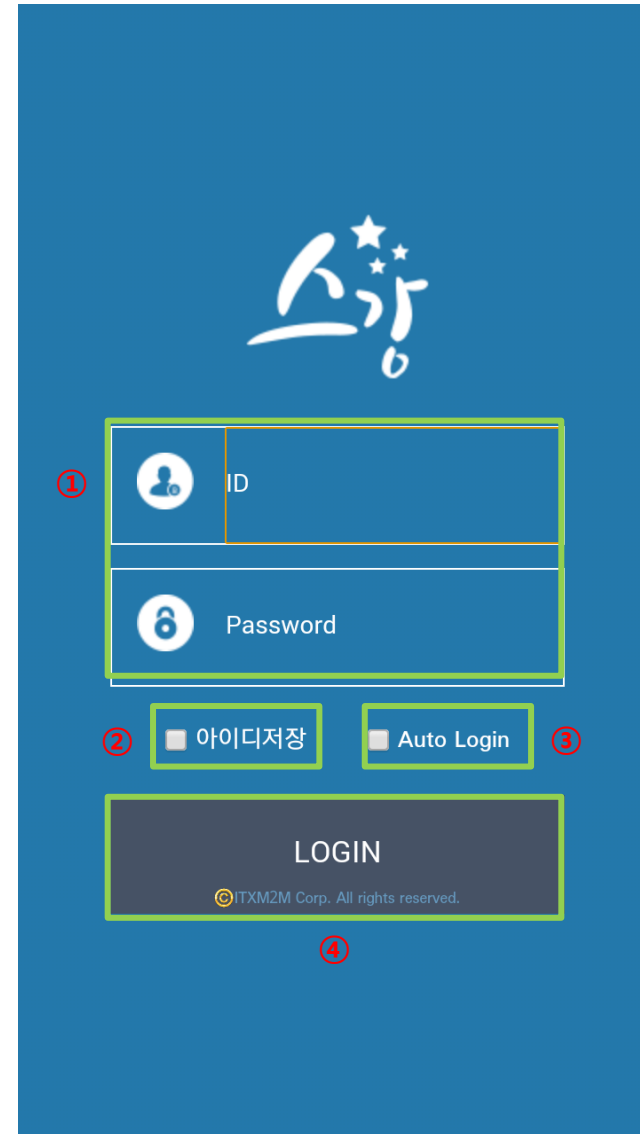 스강
① ID
Password
② 아이디저장 Auto Login ③
LOGIN
©ITXM2M Corp. All rights reserved.
④